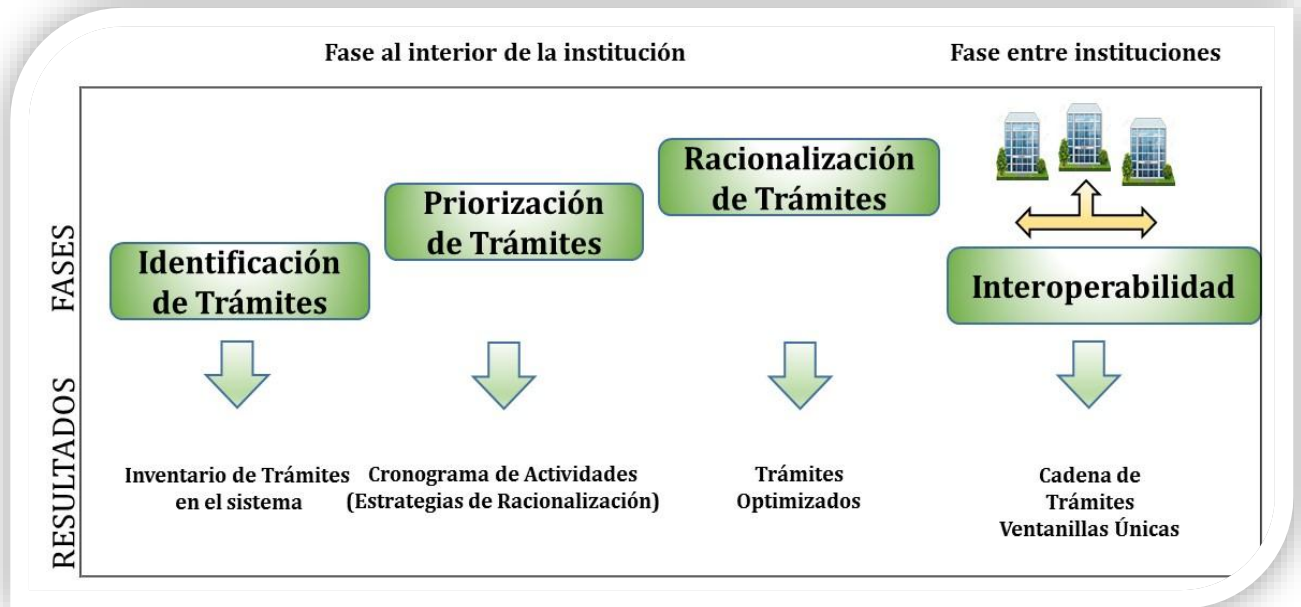 Fase al interior de la institución
Fase entre instituciones
FASES
Identificación
de Trámites
Priorización
de Trámites
Racionalización
de Trámites
Interoperabilidad
RESULTADOS
Inventario de Trámites
en el sistema
Cronograma de Actividades
(Estrategias de Racionalización)
Trámites
Optimizados
Cadena de
Trámites
Ventanillas Únicas